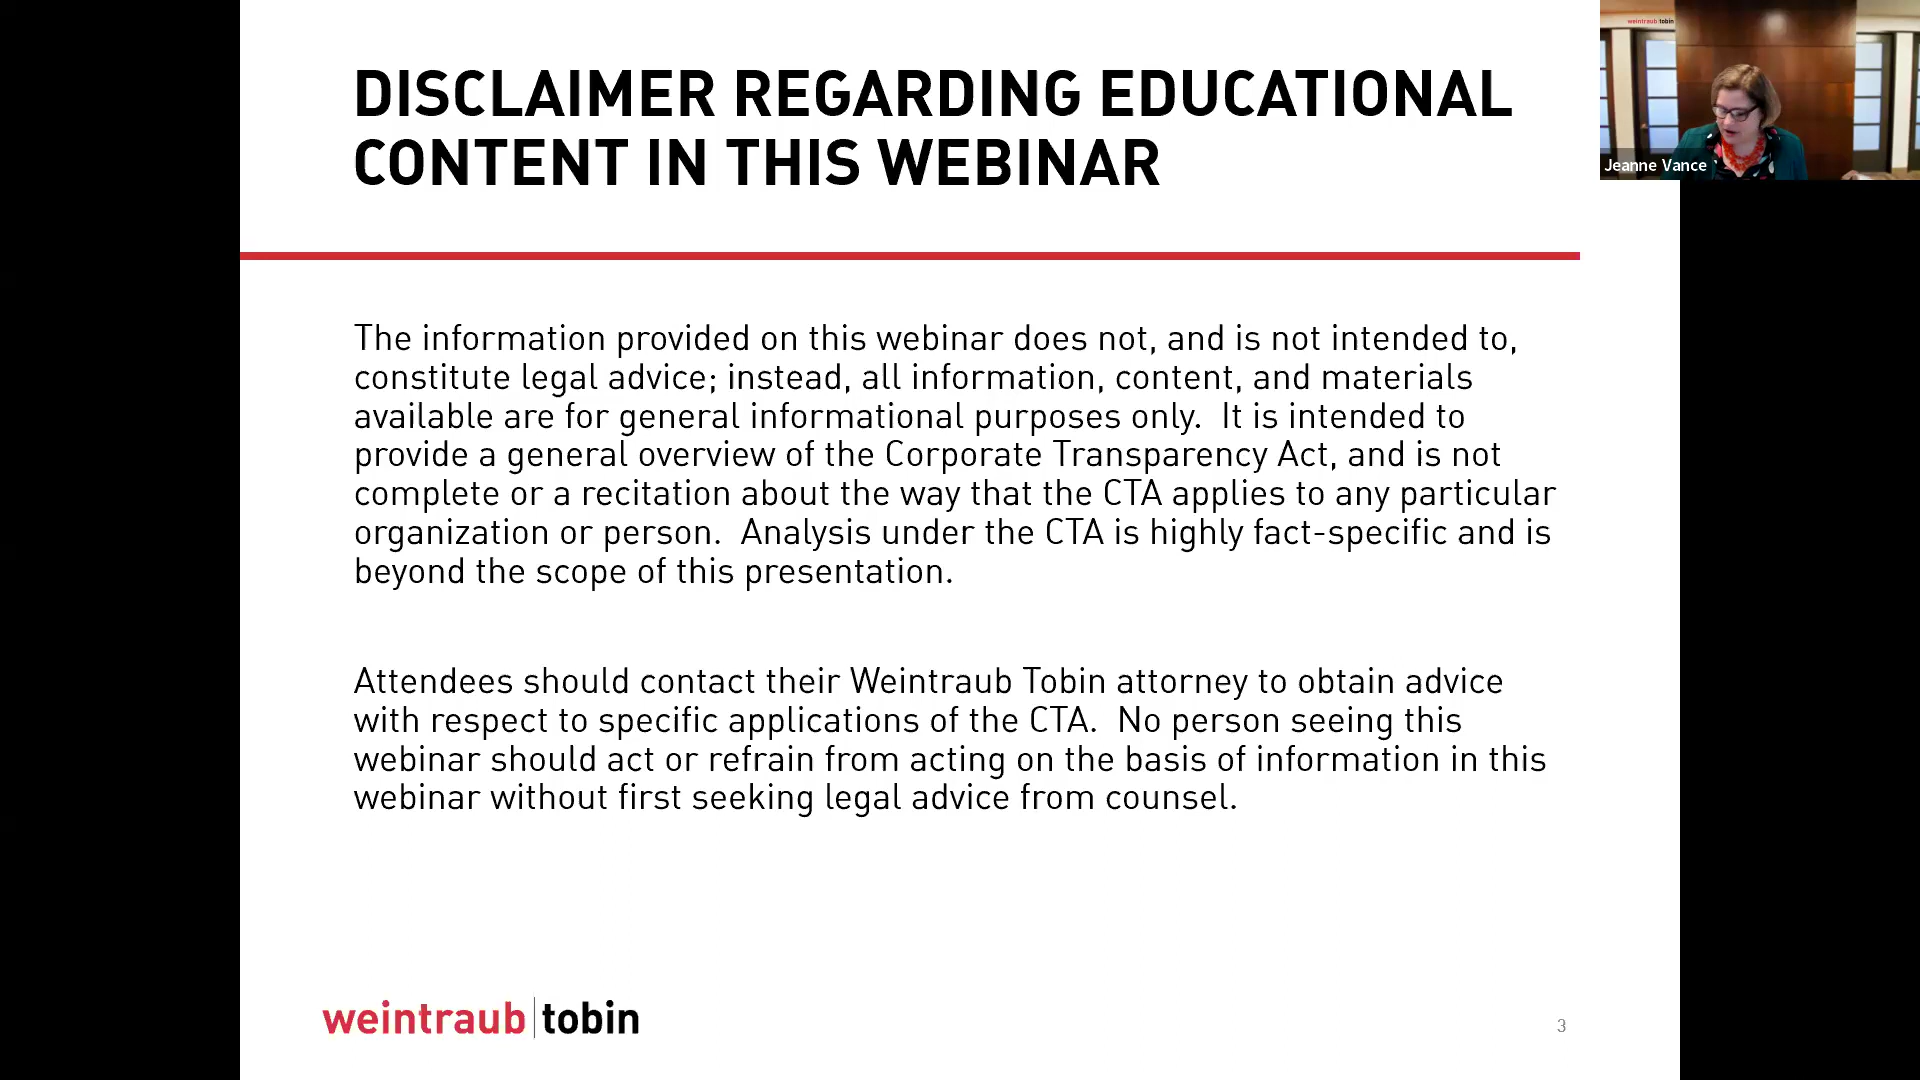 DISCLAIMER REGARDING EDUCATIONAL
CONTENT IN THIS WEBINAR
weintraub tobin
Jeanne Vance
The information provided on this webinar does not, and is not intended to,
constitute legal advice; instead, all information, content, and materials
available are for general informational purposes only.  It is intended to
provide a general overview of the Corporate Transparency Act, and is not
complete or a recitation about the way that the CTA applies to any particular
organization or person.  Analysis under the CTA is highly fact-specific and is
beyond the scope of this presentation.
Attendees should contact their Weintraub Tobin attorney to obtain advice
with respect to specific applications of the CTA.  No person seeing this
webinar should act or refrain from acting on the basis of information in this
webinar without first seeking legal advice from counsel.
weintraub tobin
3